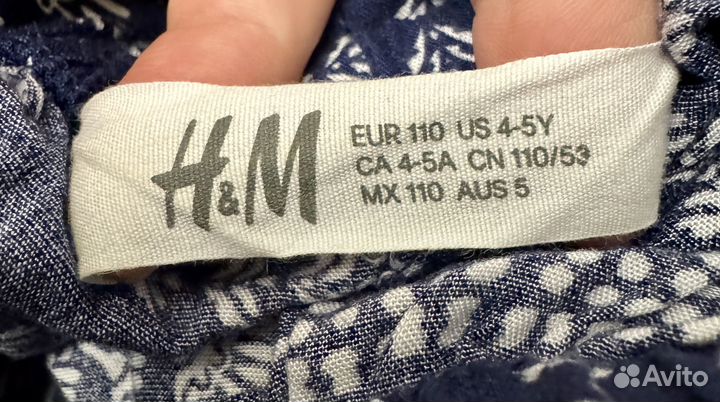 H&M
EUR 110 US 4-5Y
CA 4-5A CN 110/53
MX 110 AUS 5
Avito